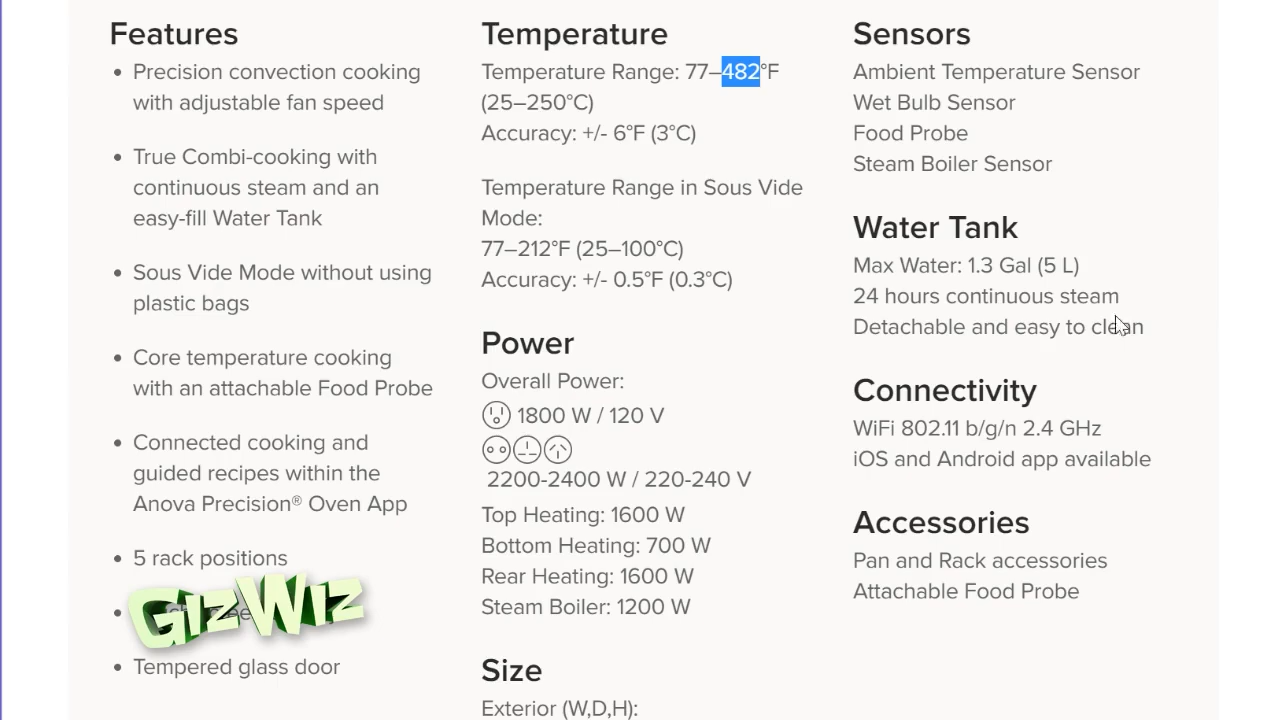 Features
Precision convection cooking
with adjustable fan speed
True Combi-cooking with
continuous steam and an
easy-fill Water Tank
Sous Vide Mode without using
plastic bags
Core temperature cooking
with an attachable Food Probe
Connected cooking and
guided recipes within the
Anova Precision® Oven App
5 rack positions
GizWiz
Tempered glass door
Temperature
Temperature Range: 77–482°F
(25–250°C)
Accuracy: +/- 6°F (3°C)
Temperature Range in Sous Vide
Mode:
77–212°F (25–100°C)
Accuracy: +/- 0.5°F (0.3°C)
Power
Overall Power:
1800 W / 120 V
2200-2400 W / 220-240 V
Top Heating: 1600 W
Bottom Heating: 700 W
Rear Heating: 1600 W
Steam Boiler: 1200 W
Size
Exterior (W,D,H):
Sensors
Ambient Temperature Sensor
Wet Bulb Sensor
Food Probe
Steam Boiler Sensor
Water Tank
Max Water: 1.3 Gal (5 L)
24 hours continuous steam
Detachable and easy to clean
Connectivity
WiFi 802.11 b/g/n 2.4 GHz
iOS and Android app available
Accessories
Pan and Rack accessories
Attachable Food Probe